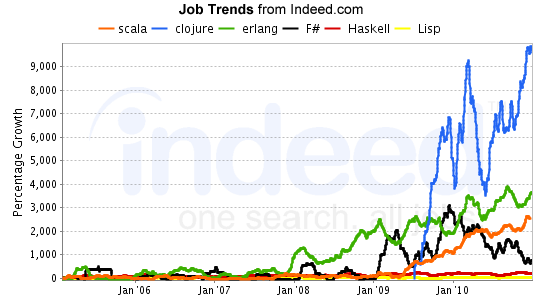 Job Trends from Indeed.com
scala clojure erlang F# Haskell Lisp
Percentage Growth
9,000
8,000
7,000
6,000
5,000
4,000
3,000
2,000
1,000
0
indeed
one search all jobs
Jan '06 Jan '07 Jan '08 Jan '09 Jan '10